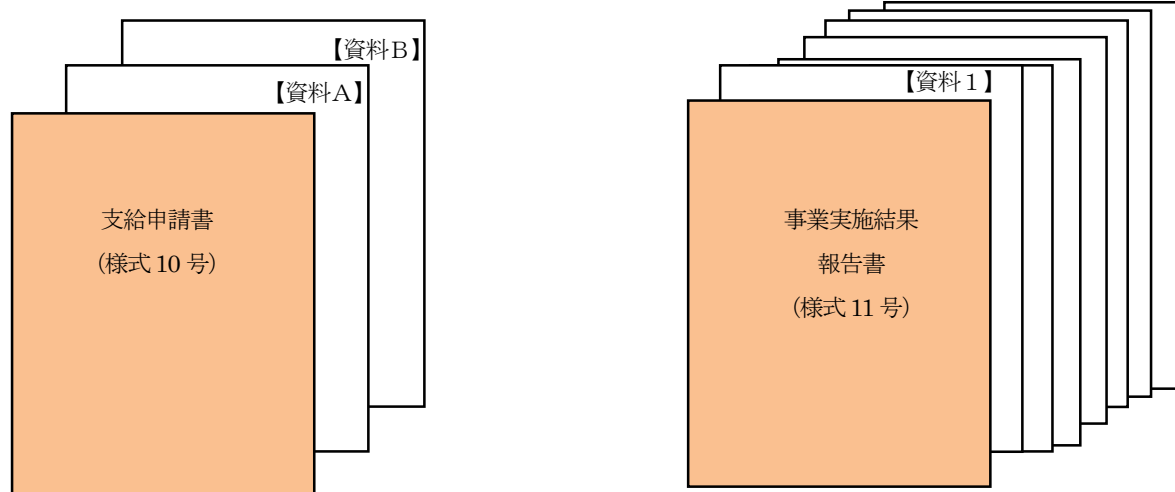 【資料B】
【資料A】
支給申請書
（様式 10 号）
【資料１】
事業実施結果
報告書
（様式 11 号）